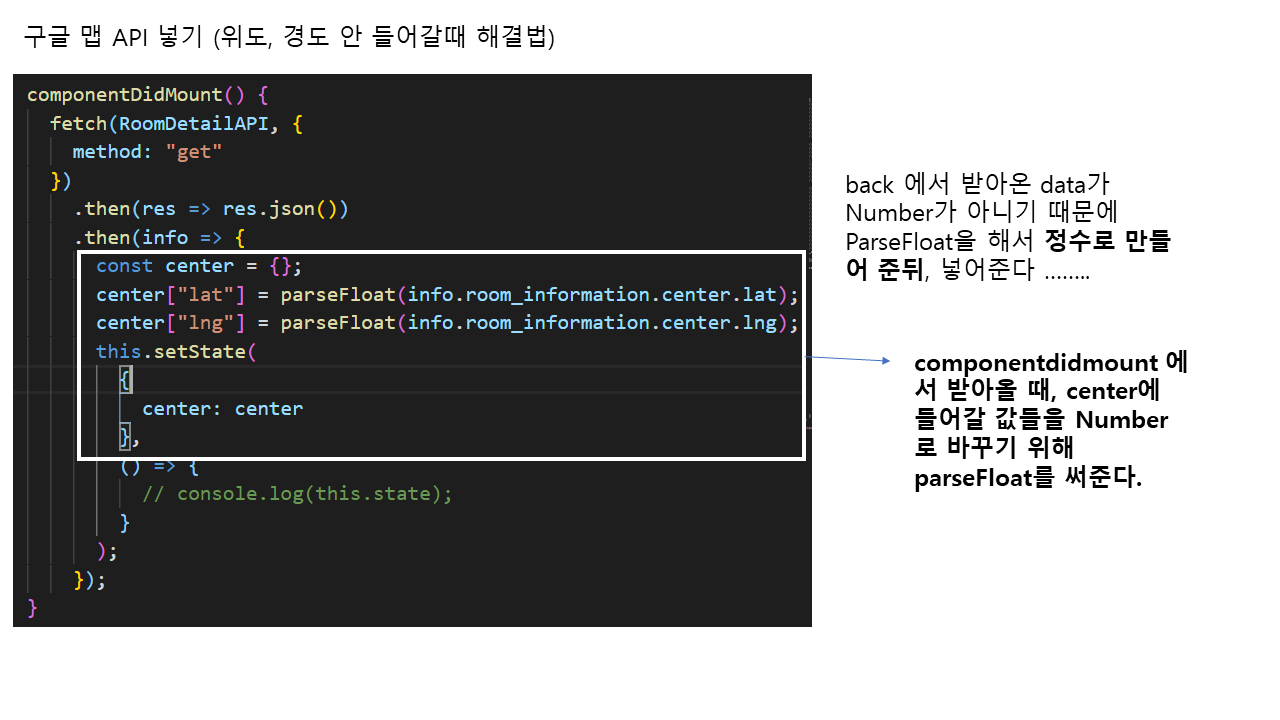 구글 맵 API 넣기 (위도, 경도 안 들어갈때 해결법)
componentDidMount() {
fetch(RoomDetailAPI, {
method: "get"
})
.then(res => res.json())
.then(info => {
const center = {};
center["lat"] = parseFloat(info.room_information.center.lat);
center["lng"] = parseFloat(info.room_information.center.lng);
this.setState(
{
center: center
},
() => {
// console.log(this.state);
}
);
});
}
back 에서 받아온 data가
Number가 아니기 때문에
ParseFloat을 해서 정수로 만들
어 준뒤, 넣어준다 ........
componentdidmount 에
서 받아올 때, center에
들어갈 값들을 Number
로 바꾸기 위해
parseFloat를 써준다.